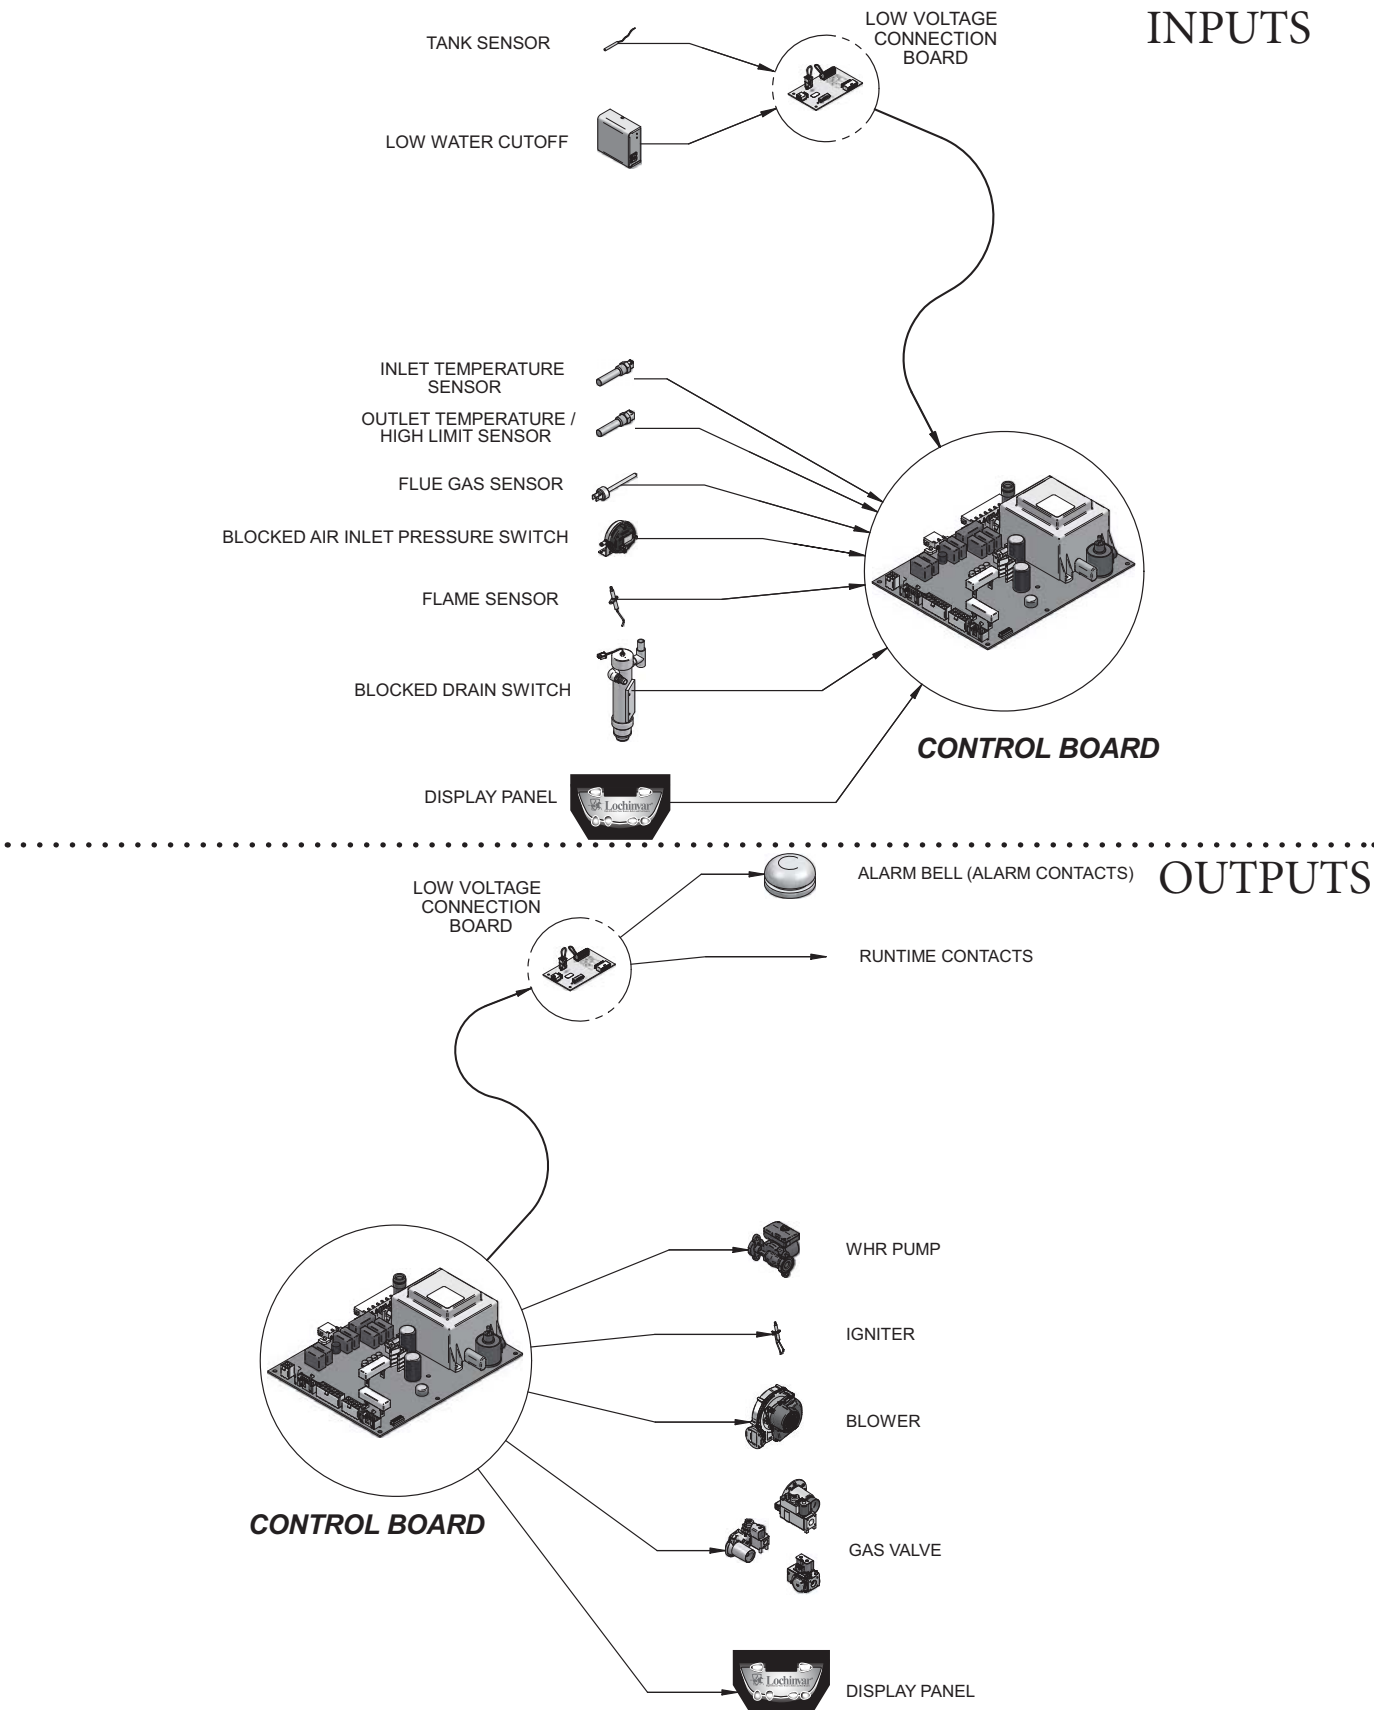 INPUTS
LOW VOLTAGE
CONNECTION
BOARD
TANK SENSOR
LOW WATER CUTOFF
INLET TEMPERATURE
SENSOR
OUTLET TEMPERATURE /
HIGH LIMIT SENSOR
FLUE GAS SENSOR
BLOCKED AIR INLET PRESSURE SWITCH
FLAME SENSOR
BLOCKED DRAIN SWITCH
CONTROL BOARD
DISPLAY PANEL
Lochinvar
OUTPUTS
ALARM BELL (ALARM CONTACTS)
LOW VOLTAGE
CONNECTION
BOARD
RUNTIME CONTACTS
WHR PUMP
IGNITER
BLOWER
CONTROL BOARD
GAS VALVE
Lochinvar
DISPLAY PANEL